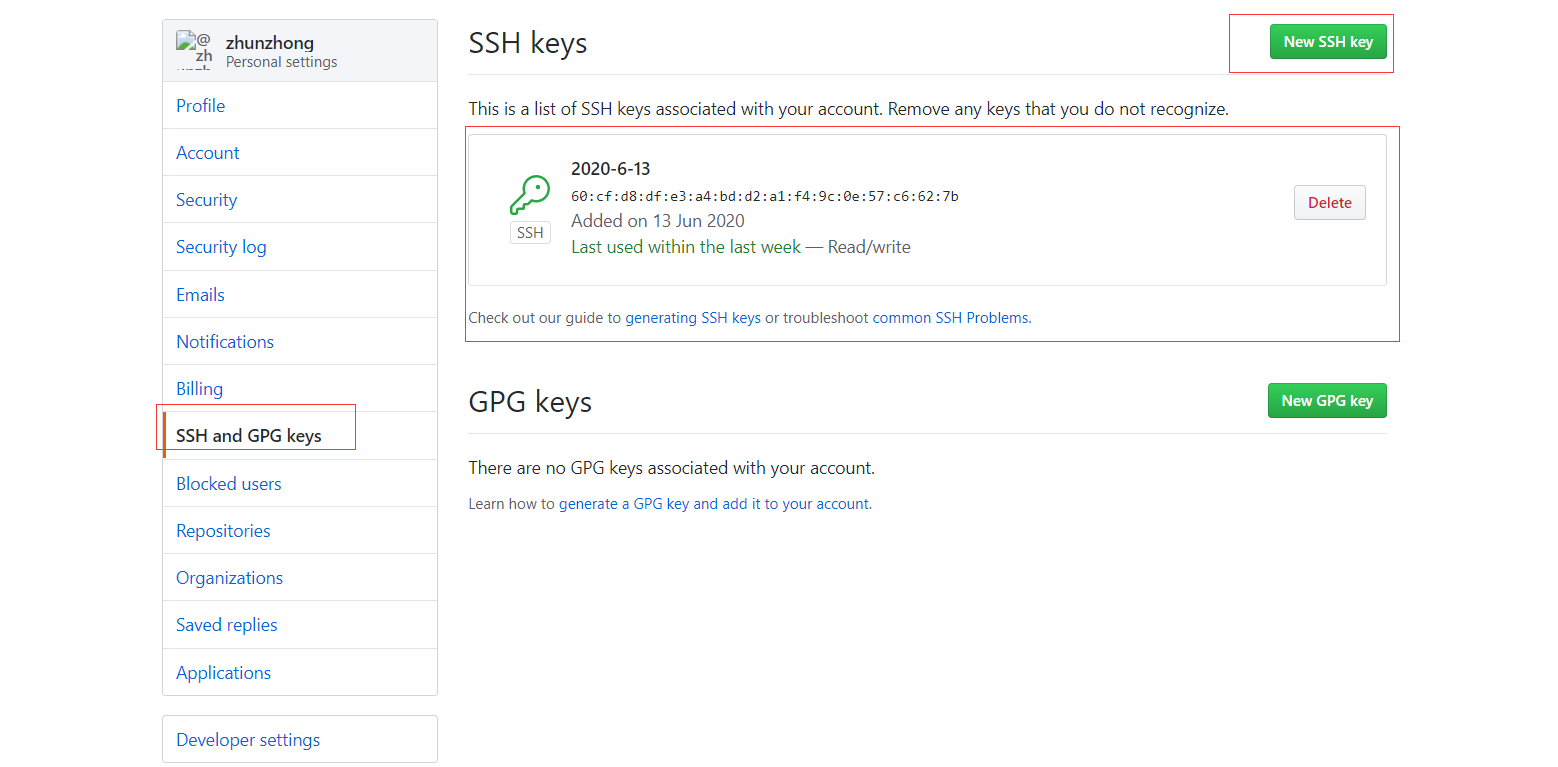 @
zh
zhunzhong
Personal settings
Profile
Account
Security
Security log
Emails
Notifications
Billing
SSH and GPG keys
Blocked users
Repositories
Organizations
Saved replies
Applications
Developer settings
SSH keys
New SSH key
This is a list of SSH keys associated with your account. Remove any keys that you do not recognize.
2020-6-13
60:cf:d8:df:e3:a4:bd:d2:a1:f4:9c:0e:57:c6:62:7b
Added on 13 Jun 2020
Last used within the last week — Read/write
SSH
Delete
Check out our guide to generating SSH keys or troubleshoot common SSH Problems.
GPG keys
New GPG key
There are no GPG keys associated with your account.
Learn how to generate a GPG key and add it to your account.